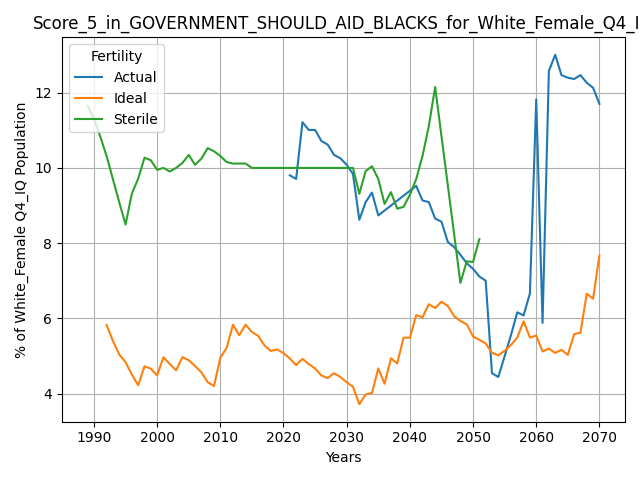 Score_5_in_GOVERNMENT_SHOULD_AID_BLACKS_for_White_Female_Q4_I
Fertility
Actual
Ideal
Sterile
% of White_Female Q4_IQ Population
12
10
8
6
4
1990 2000 2010 2020 2030 2040 2050 2060 2070
Years